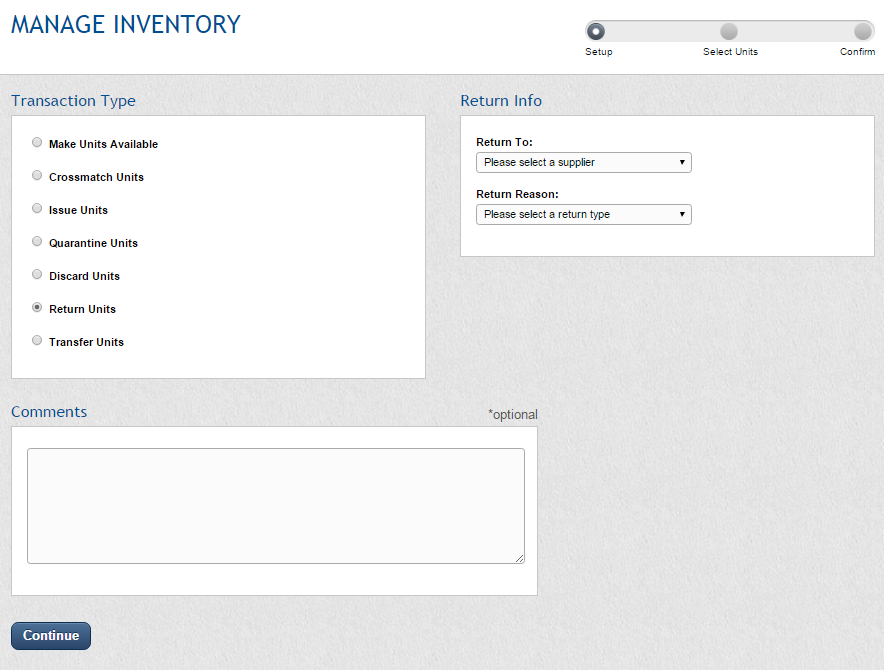 MANAGE INVENTORY
Setup
Select Units
Confirm
Transaction Type
Make Units Available
Crossmatch Units
Issue Units
Quarantine Units
Discard Units
Return Units
Transfer Units
Return Info
Return To:
Please select a supplier
Return Reason:
Please select a return type
Comments
*optional
Continue